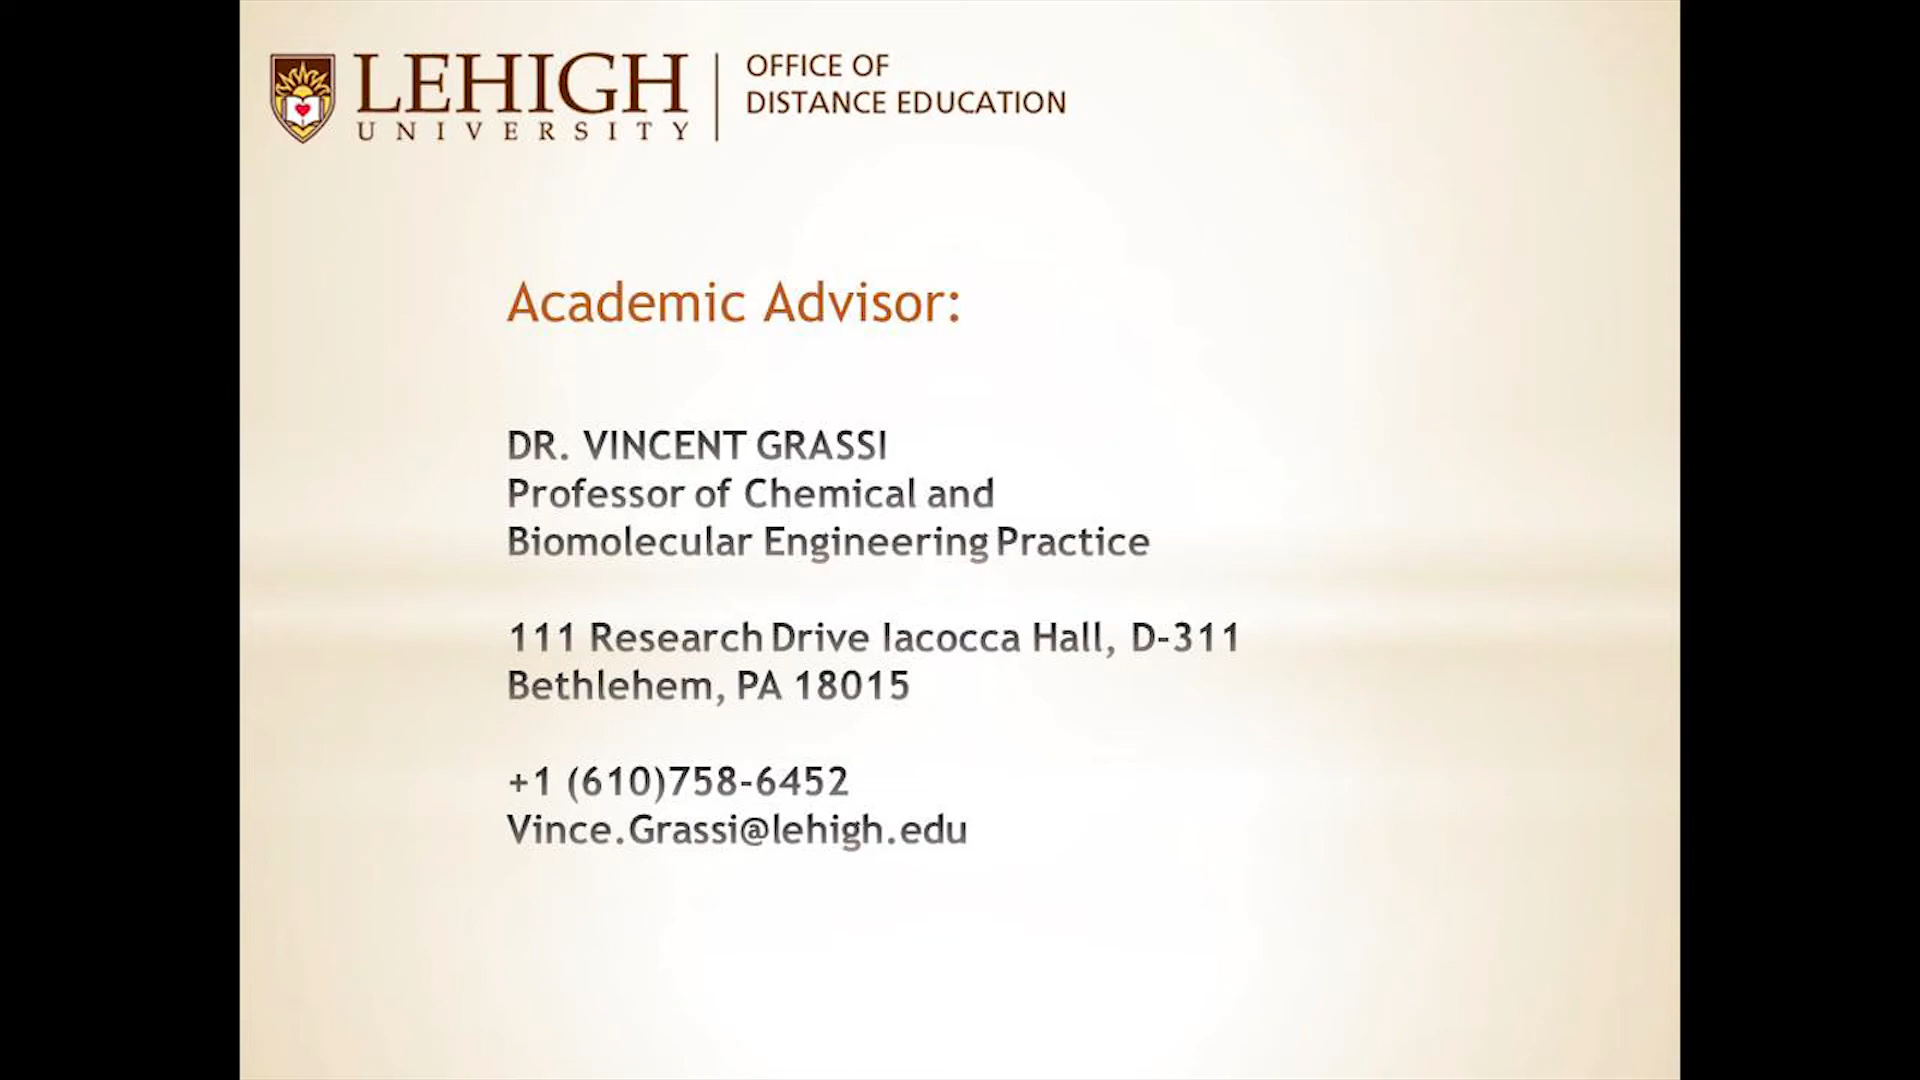 LEHIGH
UNIVERSITY
OFFICE OF
DISTANCE EDUCATION
Academic Advisor:
DR. VINCENT GRASSI
Professor of Chemical and
Biomolecular Engineering Practice
111 Research Drive Iacocca Hall, D-311
Bethlehem, PA 18015
+1 (610)758-6452
Vince.Grassi@lehigh.edu